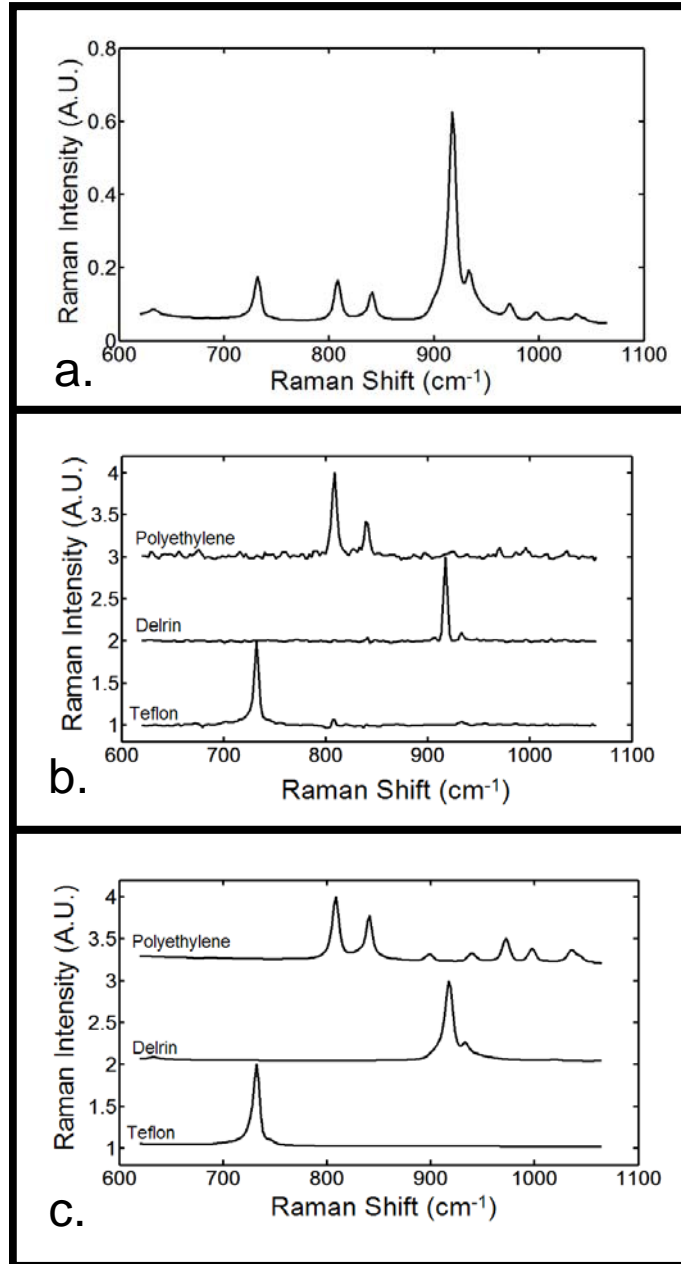 0.8
0.6
0.4
0.2
0
Raman Intensity (A.U.)
600 700 800 900 1000 1100
Raman Shift (cm-1)
a.
4
3.5
3
2.5
2
1.5
1
Raman Intensity (A.U.)
Polyethylene
Delrin
Teflon
600 700 800 900 1000 1100
Raman Shift (cm-1)
b.
4
3.5
3
2.5
2
1.5
1
Raman Intensity (A.U.)
Polyethylene
Delrin
Teflon
600 700 800 900 1000 1100
Raman Shift (cm-1)
c.